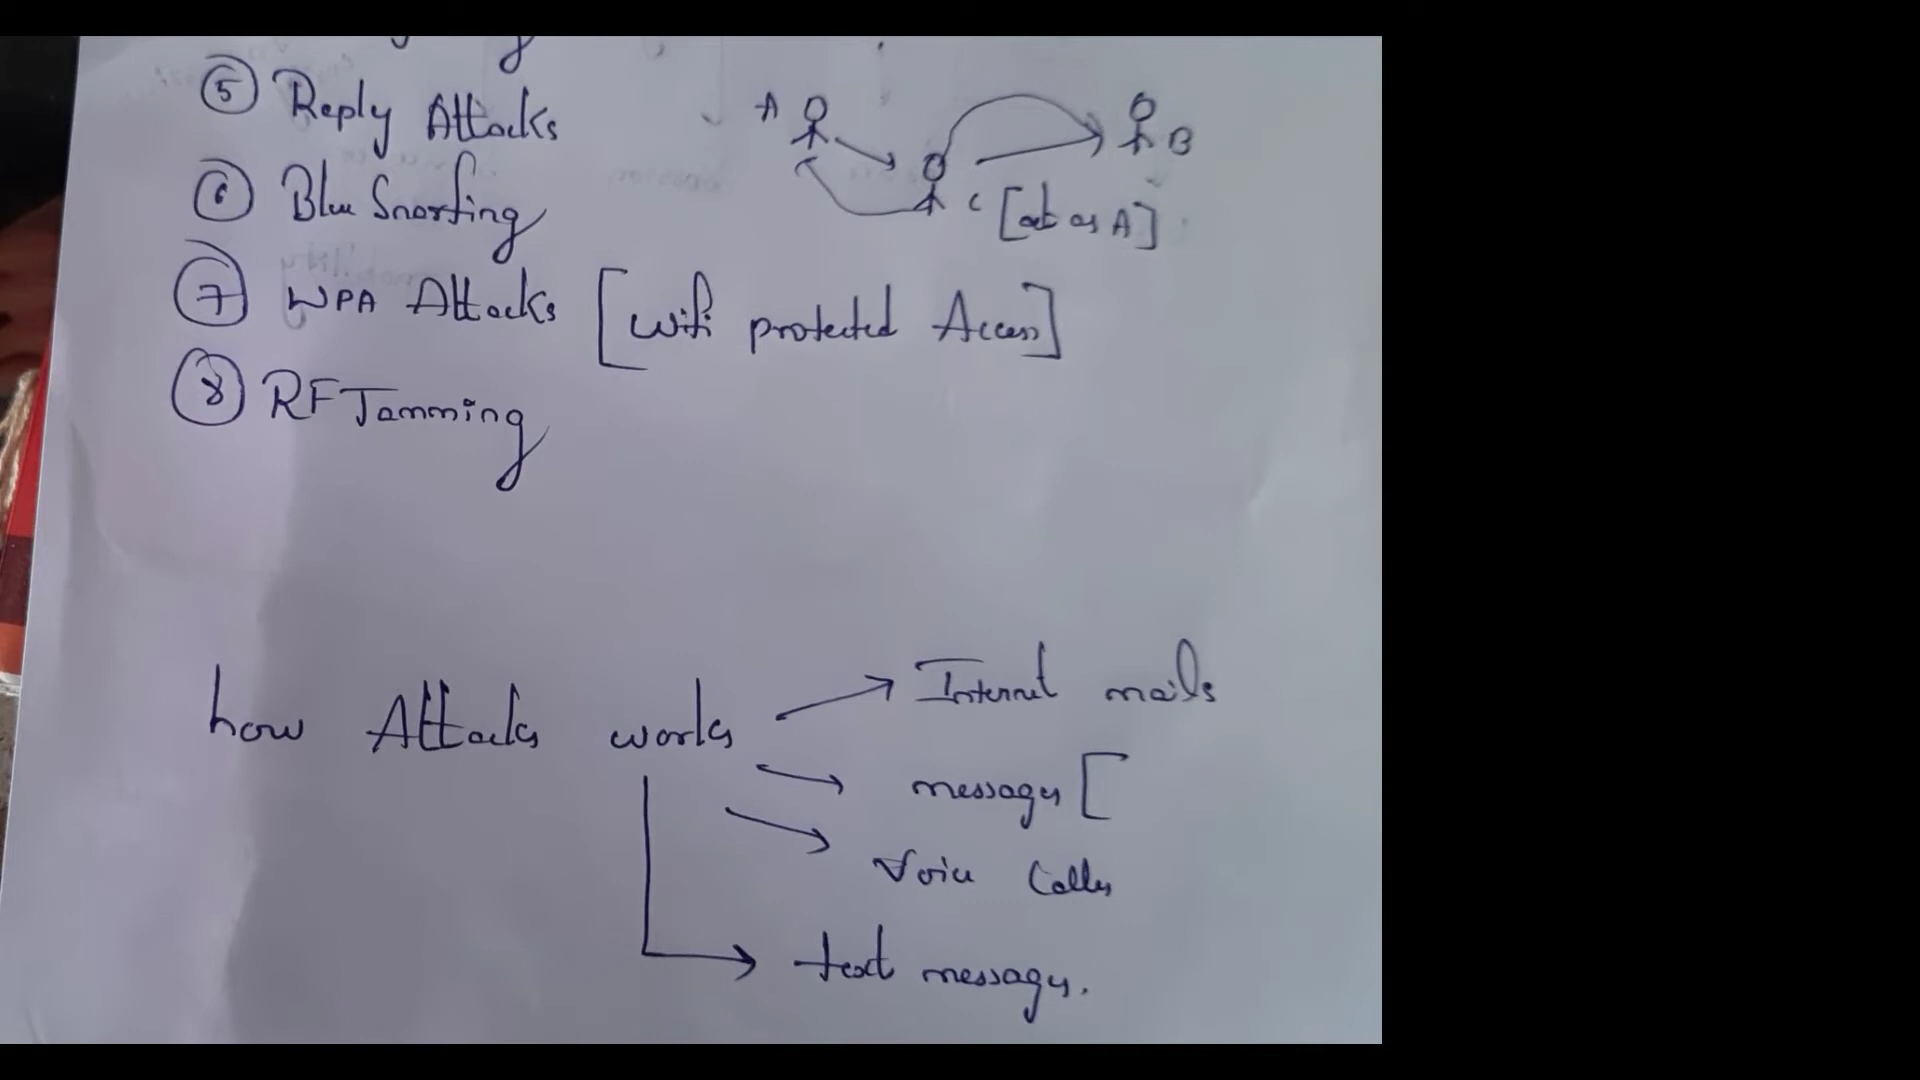 ⑤ Reply Attacks
A
B
C [act as A]
⑥ Blue Snorfing
⑦ WPA Attacks [Wifi protected Access]
⑧ RF Jamming
how Attacks works
Internet mails
messages [
Voice Calls
text messages.